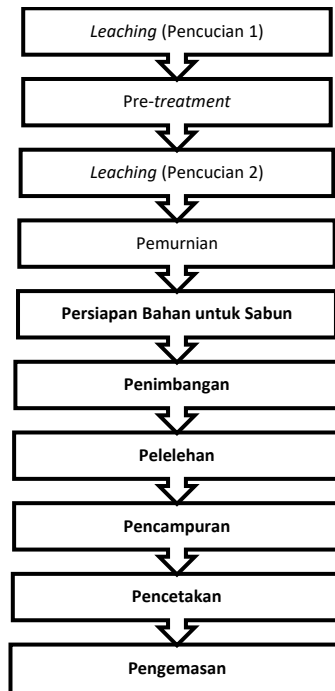 Leaching (Pencucian 1)
Pre-treatment
Leaching (Pencucian 2)
Pemurnian
Persiapan Bahan untuk Sabun
Penimbangan
Pelelehan
Pencampuran
Pencetakan
Pengemasan